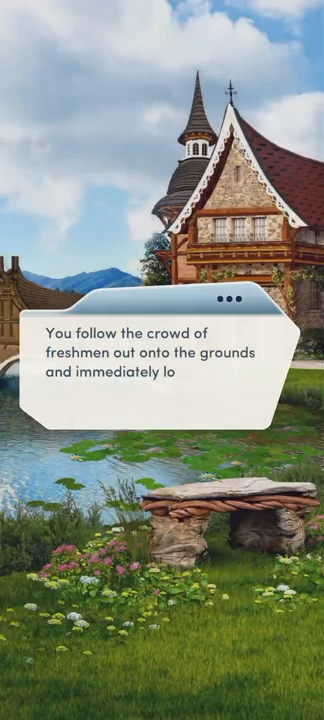 You follow the crowd of
freshmen out onto the grounds
and immediately lo